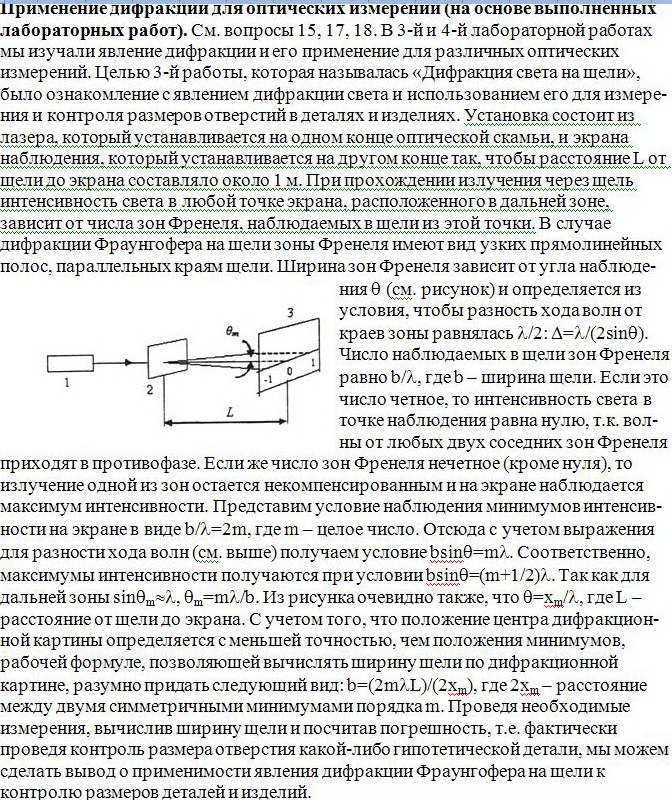 Применение дифракции для оптических измерений (на основе выполненных
лабораторных работ). См. вопросы 15, 17, 18. В 3-й и 4-й лабораторной работах
мы изучали явление дифракции и его применение для различных оптических
измерений. Целью 3-й работы, которая называлась «Дифракция света на щели»,
было ознакомление с явлением дифракции света и использованием его для измере-
ния и контроля размеров отверстий в деталях и изделиях. Установка состоит из
лазера, который устанавливается на одном конце оптической скамьи, и экрана
наблюдения, который устанавливается на другом конце так, чтобы расстояние L от
щели до экрана составляло около 1 м. При прохождении излучения через щель
интенсивность света в любой точке экрана, расположенного в дальней зоне,
зависит от числа зон Френеля, наблюдаемых в щели из этой точки. В случае
дифракции Фраунгофера на щели зоны Френеля имеют вид узких прямолинейных
полос, параллельных краям щели. Ширина зон Френеля зависит от угла наблюде-
ния θ (см. рисунок) и определяется из
условия, чтобы разность хода волн от
краев зоны равнялась λ/2: Δ=λ/(2sinθ).
Число наблюдаемых в щели зон Френеля
равно b/λ, где b – ширина щели. Если это
число четное, то интенсивность света в
точке наблюдения равна нулю, т.к. вол-
ны от любых двух соседних зон Френеля
1
2
3
θm
-1
0
1
L
приходят в противофазе. Если же число зон Френеля нечетное (кроме нуля), то
излучение одной из зон остается некомпенсированным и на экране наблюдается
максимум интенсивности. Представим условие наблюдения минимумов интенсив-
ности на экране в виде b/λ=2m, где m – целое число. Отсюда с учетом выражения
для разности хода волн (см. выше) получаем условие bsinθ=mλ. Соответственно,
максимумы интенсивности получаются при условии bsinθ=(m+1/2)λ. Так как для
дальней зоны sinθm≈λ, θm=mλ/b. Из рисунка очевидно также, что θ=xm/λ, где L –
расстояние от щели до экрана. С учетом того, что положение центра дифракцион-
ной картины определяется с меньшей точностью, чем положения минимумов,
рабочей формуле, позволяющей вычислять ширину щели по дифракционной
картине, разумно придать следующий вид: b=(2mλL)/(2xm), где 2xm – расстояние
между двумя симметричными минимумами порядка m. Проведя необходимые
измерения, вычислив ширину щели и посчитав погрешность, т.е. фактически
проведя контроль размера отверстия какой-либо гипотетической детали, мы можем
сделать вывод о применимости явления дифракции Фраунгофера на щели к
контролю размеров деталей и изделий.